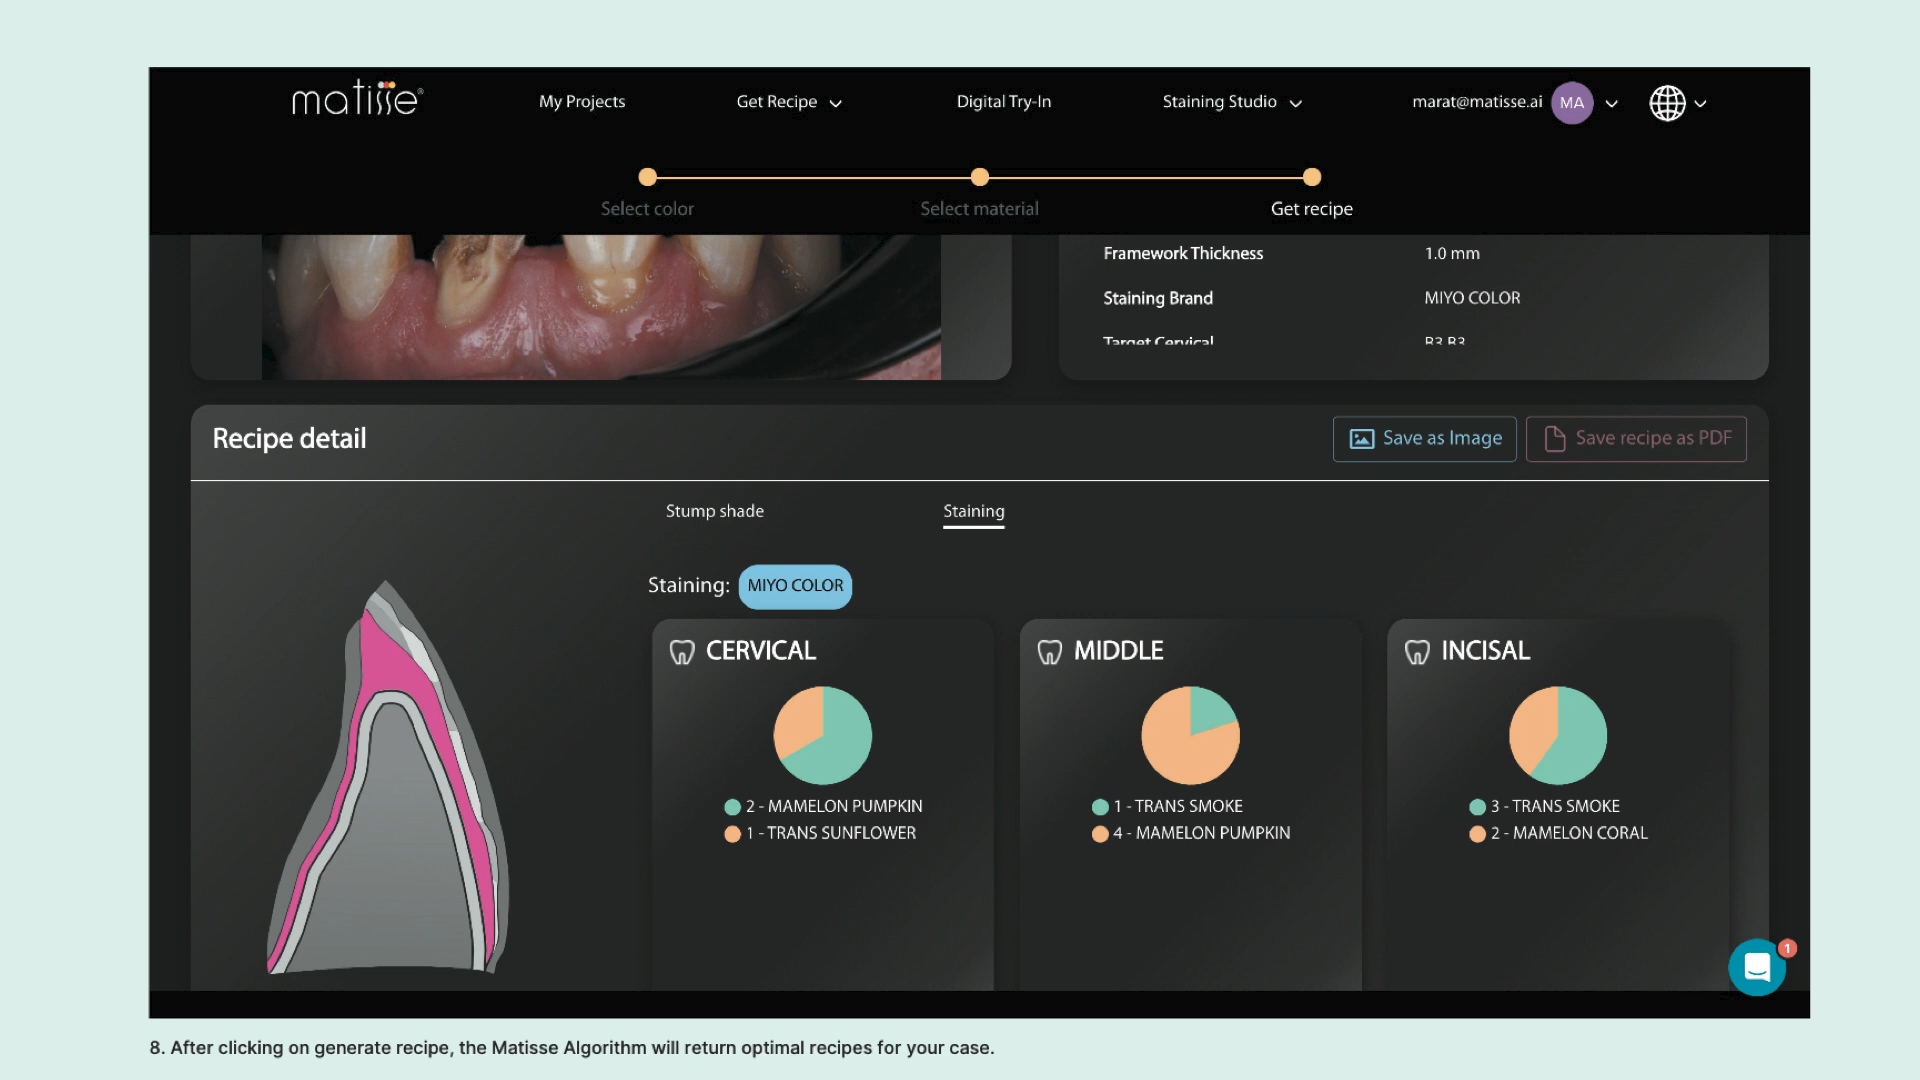 matisse®
My Projects
Get Recipe
Digital Try-In
Staining Studio
marat@matisse.ai
MA
Select color
Select material
Get recipe
Framework Thickness 1.0 mm
Staining Brand MIYO COLOR
Target Cervical B3 B3
Recipe detail
Save as Image
Save recipe as PDF
Stump shade
Staining
Staining: MIYO COLOR
CERVICAL
2 - MAMELON PUMPKIN
1 - TRANS SUNFLOWER
MIDDLE
1 - TRANS SMOKE
4 - MAMELON PUMPKIN
INCISAL
3 - TRANS SMOKE
2 - MAMELON CORAL
1
8. After clicking on generate recipe, the Matisse Algorithm will return optimal recipes for your case.